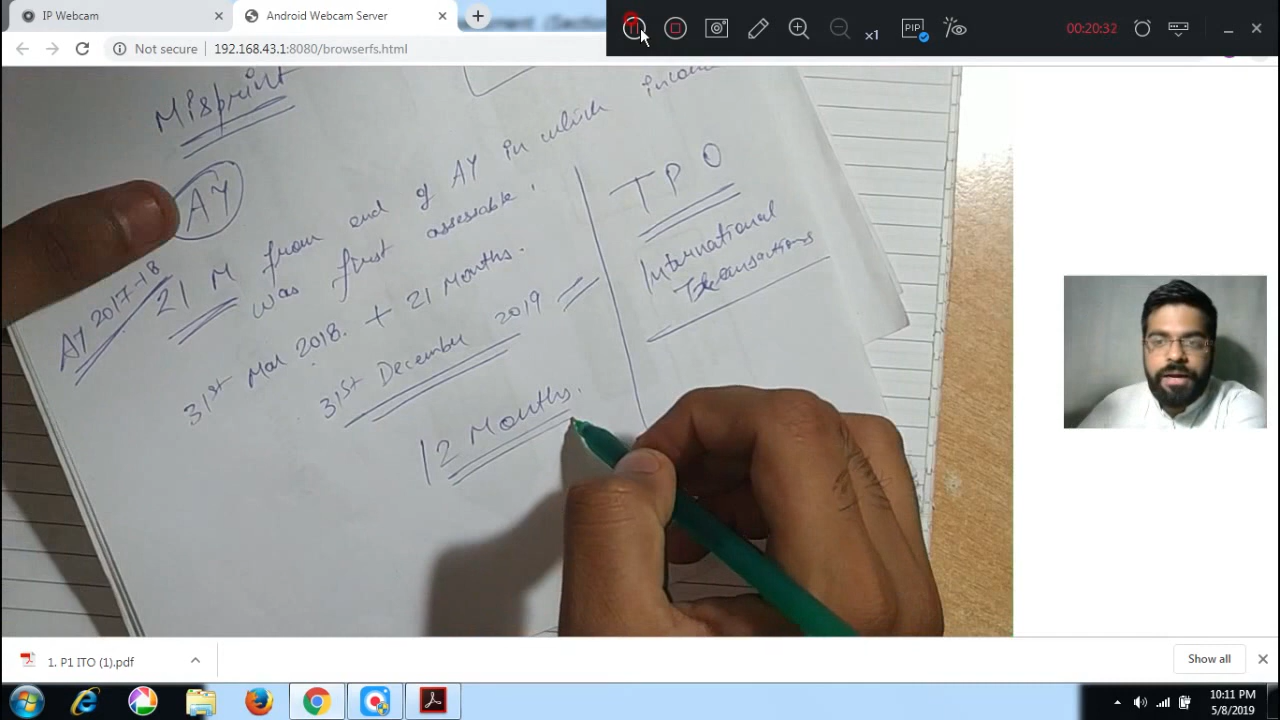 IP Webcam
Android Webcam Server
Not secure
192.168.43.1:8080/browserfs.html
x1
PIP
00:20:32
Misprint
AY
21 M from end of AY in which
was first assessable.
AY 2017-18
31st Mar 2018. + 21 Months.
31st December 2019
12 Months.
TPO
International
Transactions
1. P1 ITO (1).pdf
Show all
10:11 PM
5/8/2019